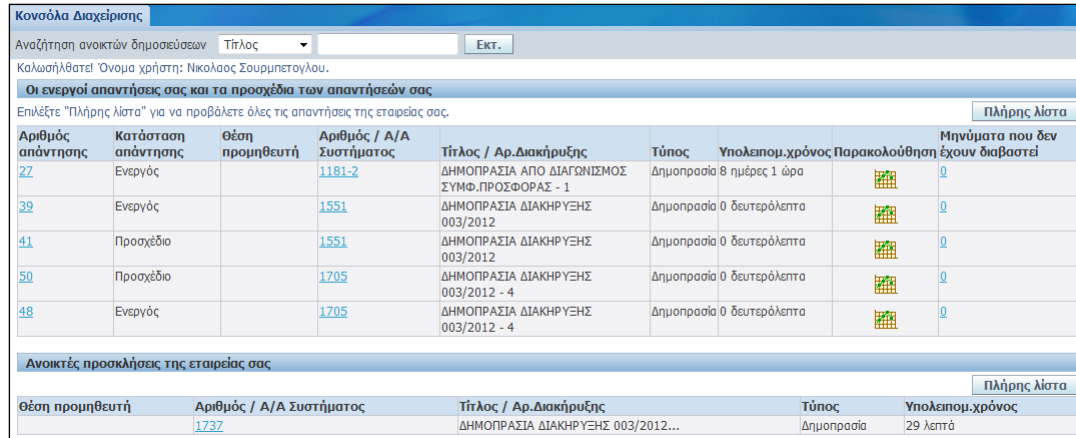 Κονσόλα Διαχείρισης
Αναζήτηση ανοικτών δημοσιεύσεων Τίτλος Εκτ.
Καλωσήλθατε! Όνομα χρήστη: Νικολαος Σουρμπετογλου.
Οι ενεργοί απαντήσεις σας και τα προσχέδια των απαντήσεών σας
Επιλέξτε "Πλήρης λίστα" για να προβάλετε όλες τις απαντήσεις της εταιρείας σας. Πλήρης λίστα
Αριθμός Κατάσταση Θέση Αριθμός / Α/Α Μηνύματα που δεν
απάντησης απάντησης προμηθευτή Συστήματος Τίτλος / Αρ.Διακήρυξης Τύπος Υπολειπομ.χρόνος Παρακολούθηση έχουν διαβαστεί
27 Ενεργός 1181-2 ΔΗΜΟΠΡΑΣΙΑ ΑΠΟ ΔΙΑΓΩΝΙΣΜΟΣ Δημοπρασία 8 ημέρες 1 ώρα 0
ΣΥΜΦ.ΠΡΟΣΦΟΡΑΣ - 1
39 Ενεργός 1551 ΔΗΜΟΠΡΑΣΙΑ ΔΙΑΚΗΡΥΞΗΣ Δημοπρασία 0 δευτερόλεπτα 0
003/2012
41 Προσχέδιο 1551 ΔΗΜΟΠΡΑΣΙΑ ΔΙΑΚΗΡΥΞΗΣ Δημοπρασία 0 δευτερόλεπτα 0
003/2012
50 Προσχέδιο 1705 ΔΗΜΟΠΡΑΣΙΑ ΔΙΑΚΗΡΥΞΗΣ Δημοπρασία 0 δευτερόλεπτα 0
003/2012 - 4
48 Ενεργός 1705 ΔΗΜΟΠΡΑΣΙΑ ΔΙΑΚΗΡΥΞΗΣ Δημοπρασία 0 δευτερόλεπτα 0
003/2012 - 4
Ανοικτές προσκλήσεις της εταιρείας σας
Πλήρης λίστα
Θέση προμηθευτή Αριθμός / Α/Α Συστήματος Τίτλος / Αρ.Διακήρυξης Τύπος Υπολειπομ.χρόνος
1737 ΔΗΜΟΠΡΑΣΙΑ ΔΙΑΚΗΡΥΞΗΣ 003/2012... Δημοπρασία 29 λεπτά